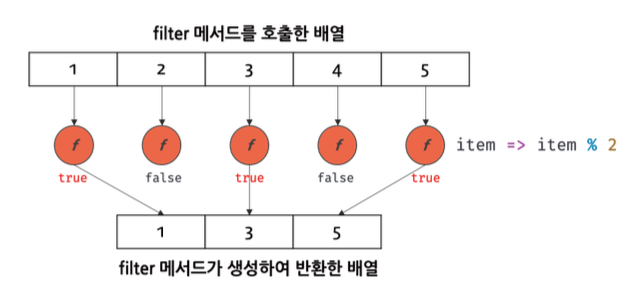 filter 메서드를 호출한 배열
1 2 3 4 5
f f f f f item => item % 2
true false true false true
1 3 5
filter 메서드가 생성하여 반환한 배열